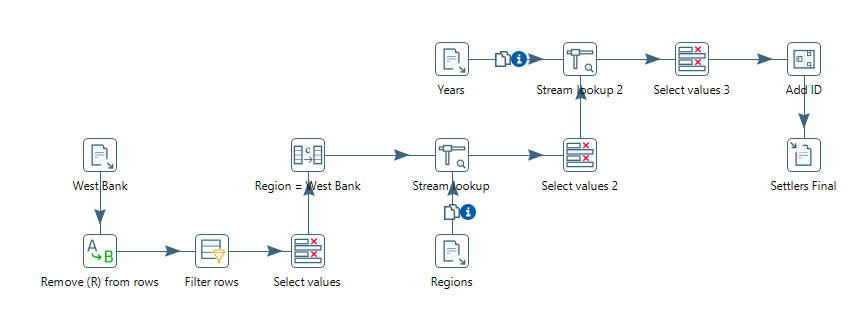 Years
Stream lookup 2
Select values 3
Add ID
West Bank
Region = West Bank
Stream lookup
Select values 2
Settlers Final
Remove (R) from rows
Filter rows
Select values
Regions